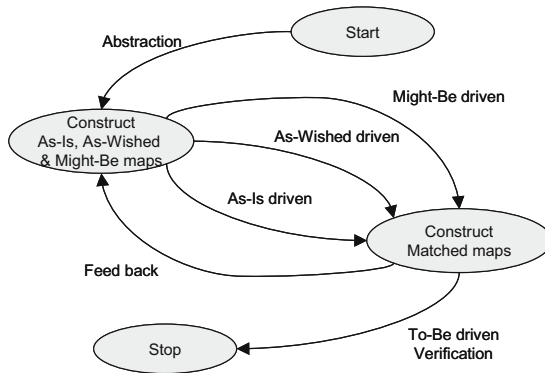 Start
Abstraction
Might-Be driven
Construct
As-Is, As-Wished
& Might-Be maps
As-Wished driven
As-Is driven
Construct
Matched maps
Feed back
To-Be driven
Verification
Stop